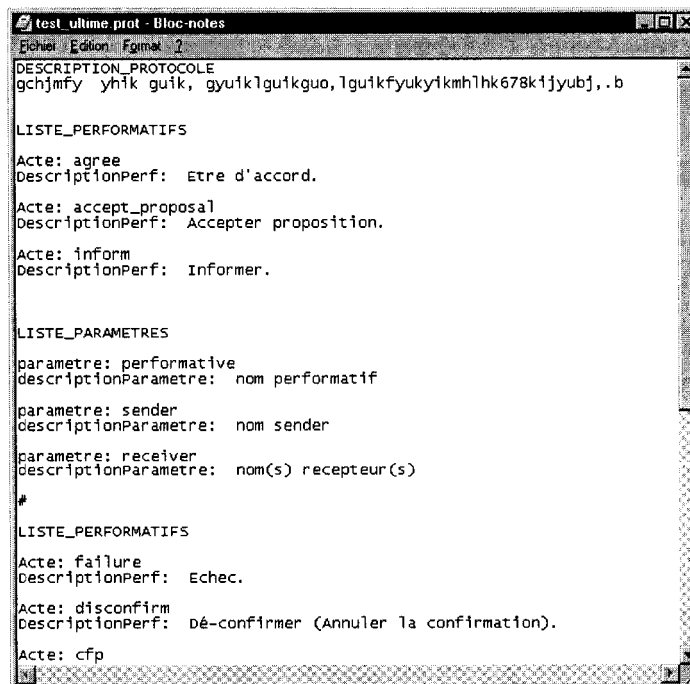 test_ultime.prot - Bloc-notes
Fichier Edition Format ?
DESCRIPTION_PROTOCOLE
gchjmfy yhik guik, gyuiklguikguo,lguikfyukyikmhlhk678kijyubj,.b
LISTE_PERFORMATIFS
Acte: agree
DescriptionPerf: Etre d'accord.
Acte: accept_proposal
DescriptionPerf: Accepter proposition.
Acte: inform
DescriptionPerf: Informer.
LISTE_PARAMETRES
parametre: performative
descriptionParametre: nom performatif
parametre: sender
descriptionParametre: nom sender
parametre: receiver
descriptionParametre: nom(s) recepteur(s)
#
LISTE_PERFORMATIFS
Acte: failure
DescriptionPerf: Echec.
Acte: disconfirm
DescriptionPerf: Dé-confirmer (Annuler la confirmation).
Acte: cfp